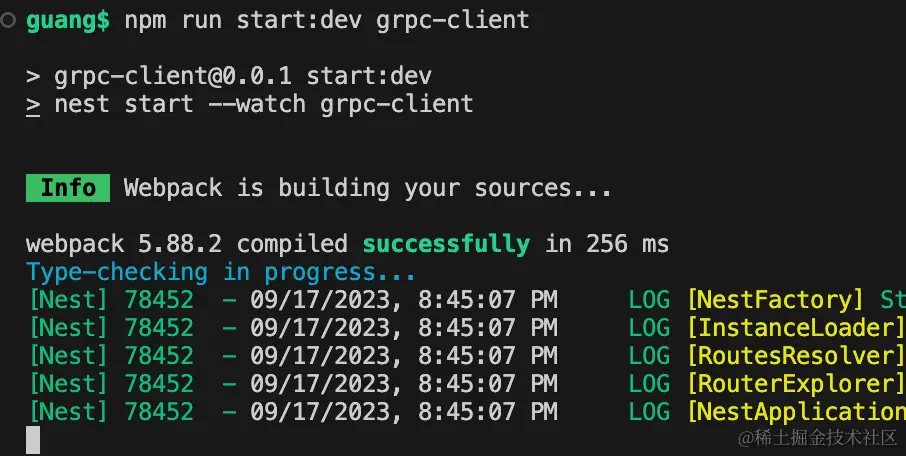 guang$ npm run start:dev grpc-client
> grpc-client@0.0.1 start:dev
> nest start --watch grpc-client
Info Webpack is building your sources...
webpack 5.88.2 compiled successfully in 256 ms
Type-checking in progress...
[Nest] 78452  - 09/17/2023, 8:45:07 PM     LOG [NestFactory] St
[Nest] 78452  - 09/17/2023, 8:45:07 PM     LOG [InstanceLoader]
[Nest] 78452  - 09/17/2023, 8:45:07 PM     LOG [RoutesResolver]
[Nest] 78452  - 09/17/2023, 8:45:07 PM     LOG [RouterExplorer]
[Nest] 78452  - 09/17/2023, 8:45:07 PM     LOG [NestApplication
@稀土掘金技术社区